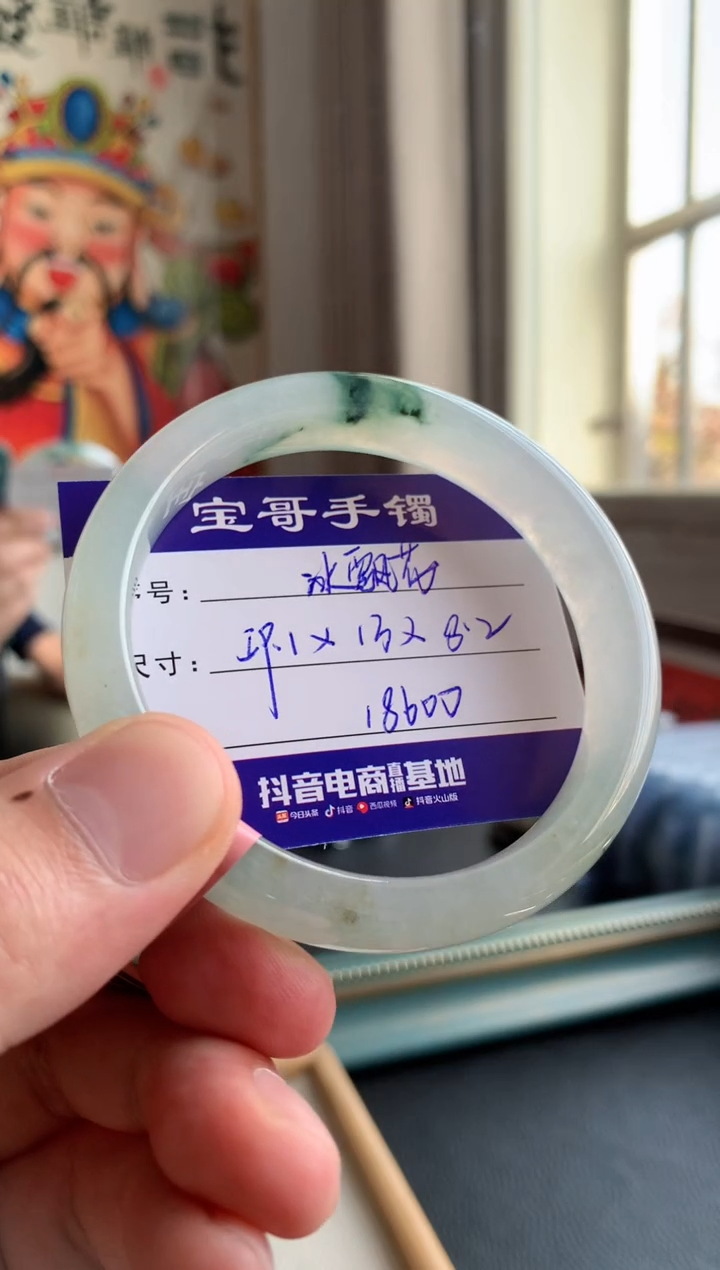 宝哥手镯
号: 冰飘花
尺寸: 59.1×13×8.2
18600
抖音电商直播基地
今日头条 抖音 西瓜视频 抖音火山版